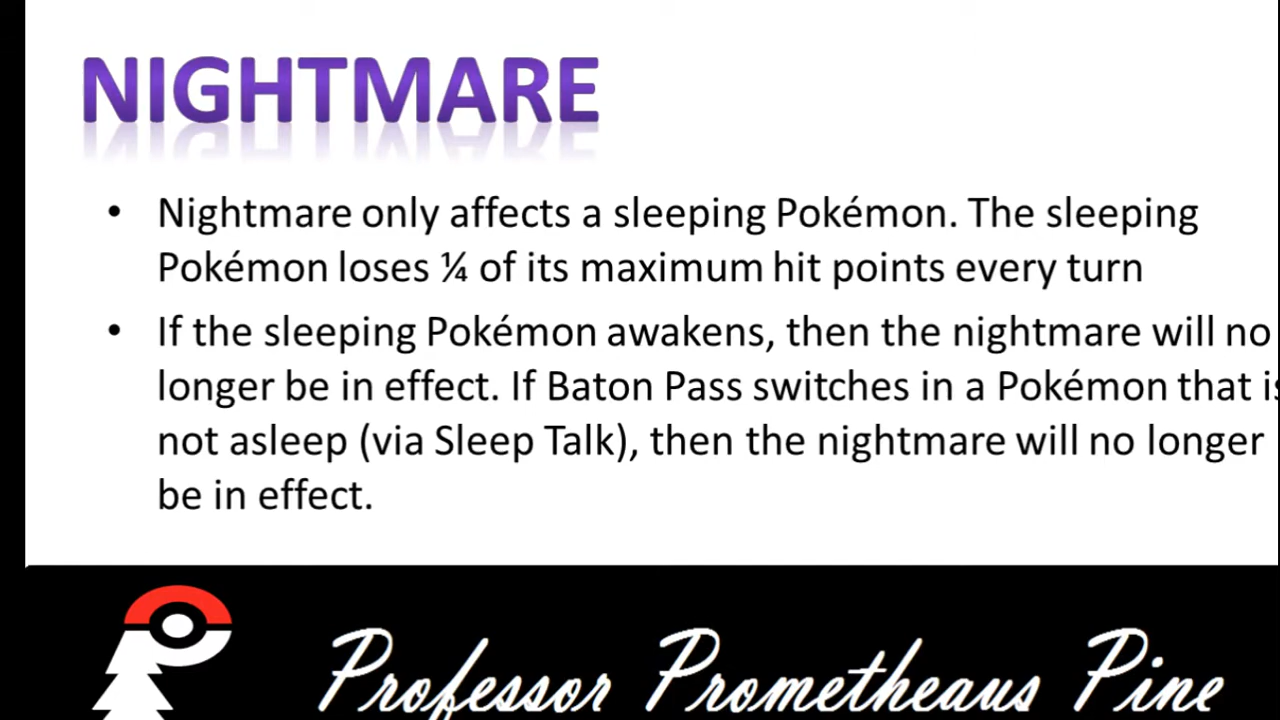 NIGHTMARE
• Nightmare only affects a sleeping Pokémon. The sleeping
Pokémon loses ¼ of its maximum hit points every turn
• If the sleeping Pokémon awakens, then the nightmare will no
longer be in effect. If Baton Pass switches in a Pokémon that is
not asleep (via Sleep Talk), then the nightmare will no longer
be in effect.
Professor Prometheaus Pine